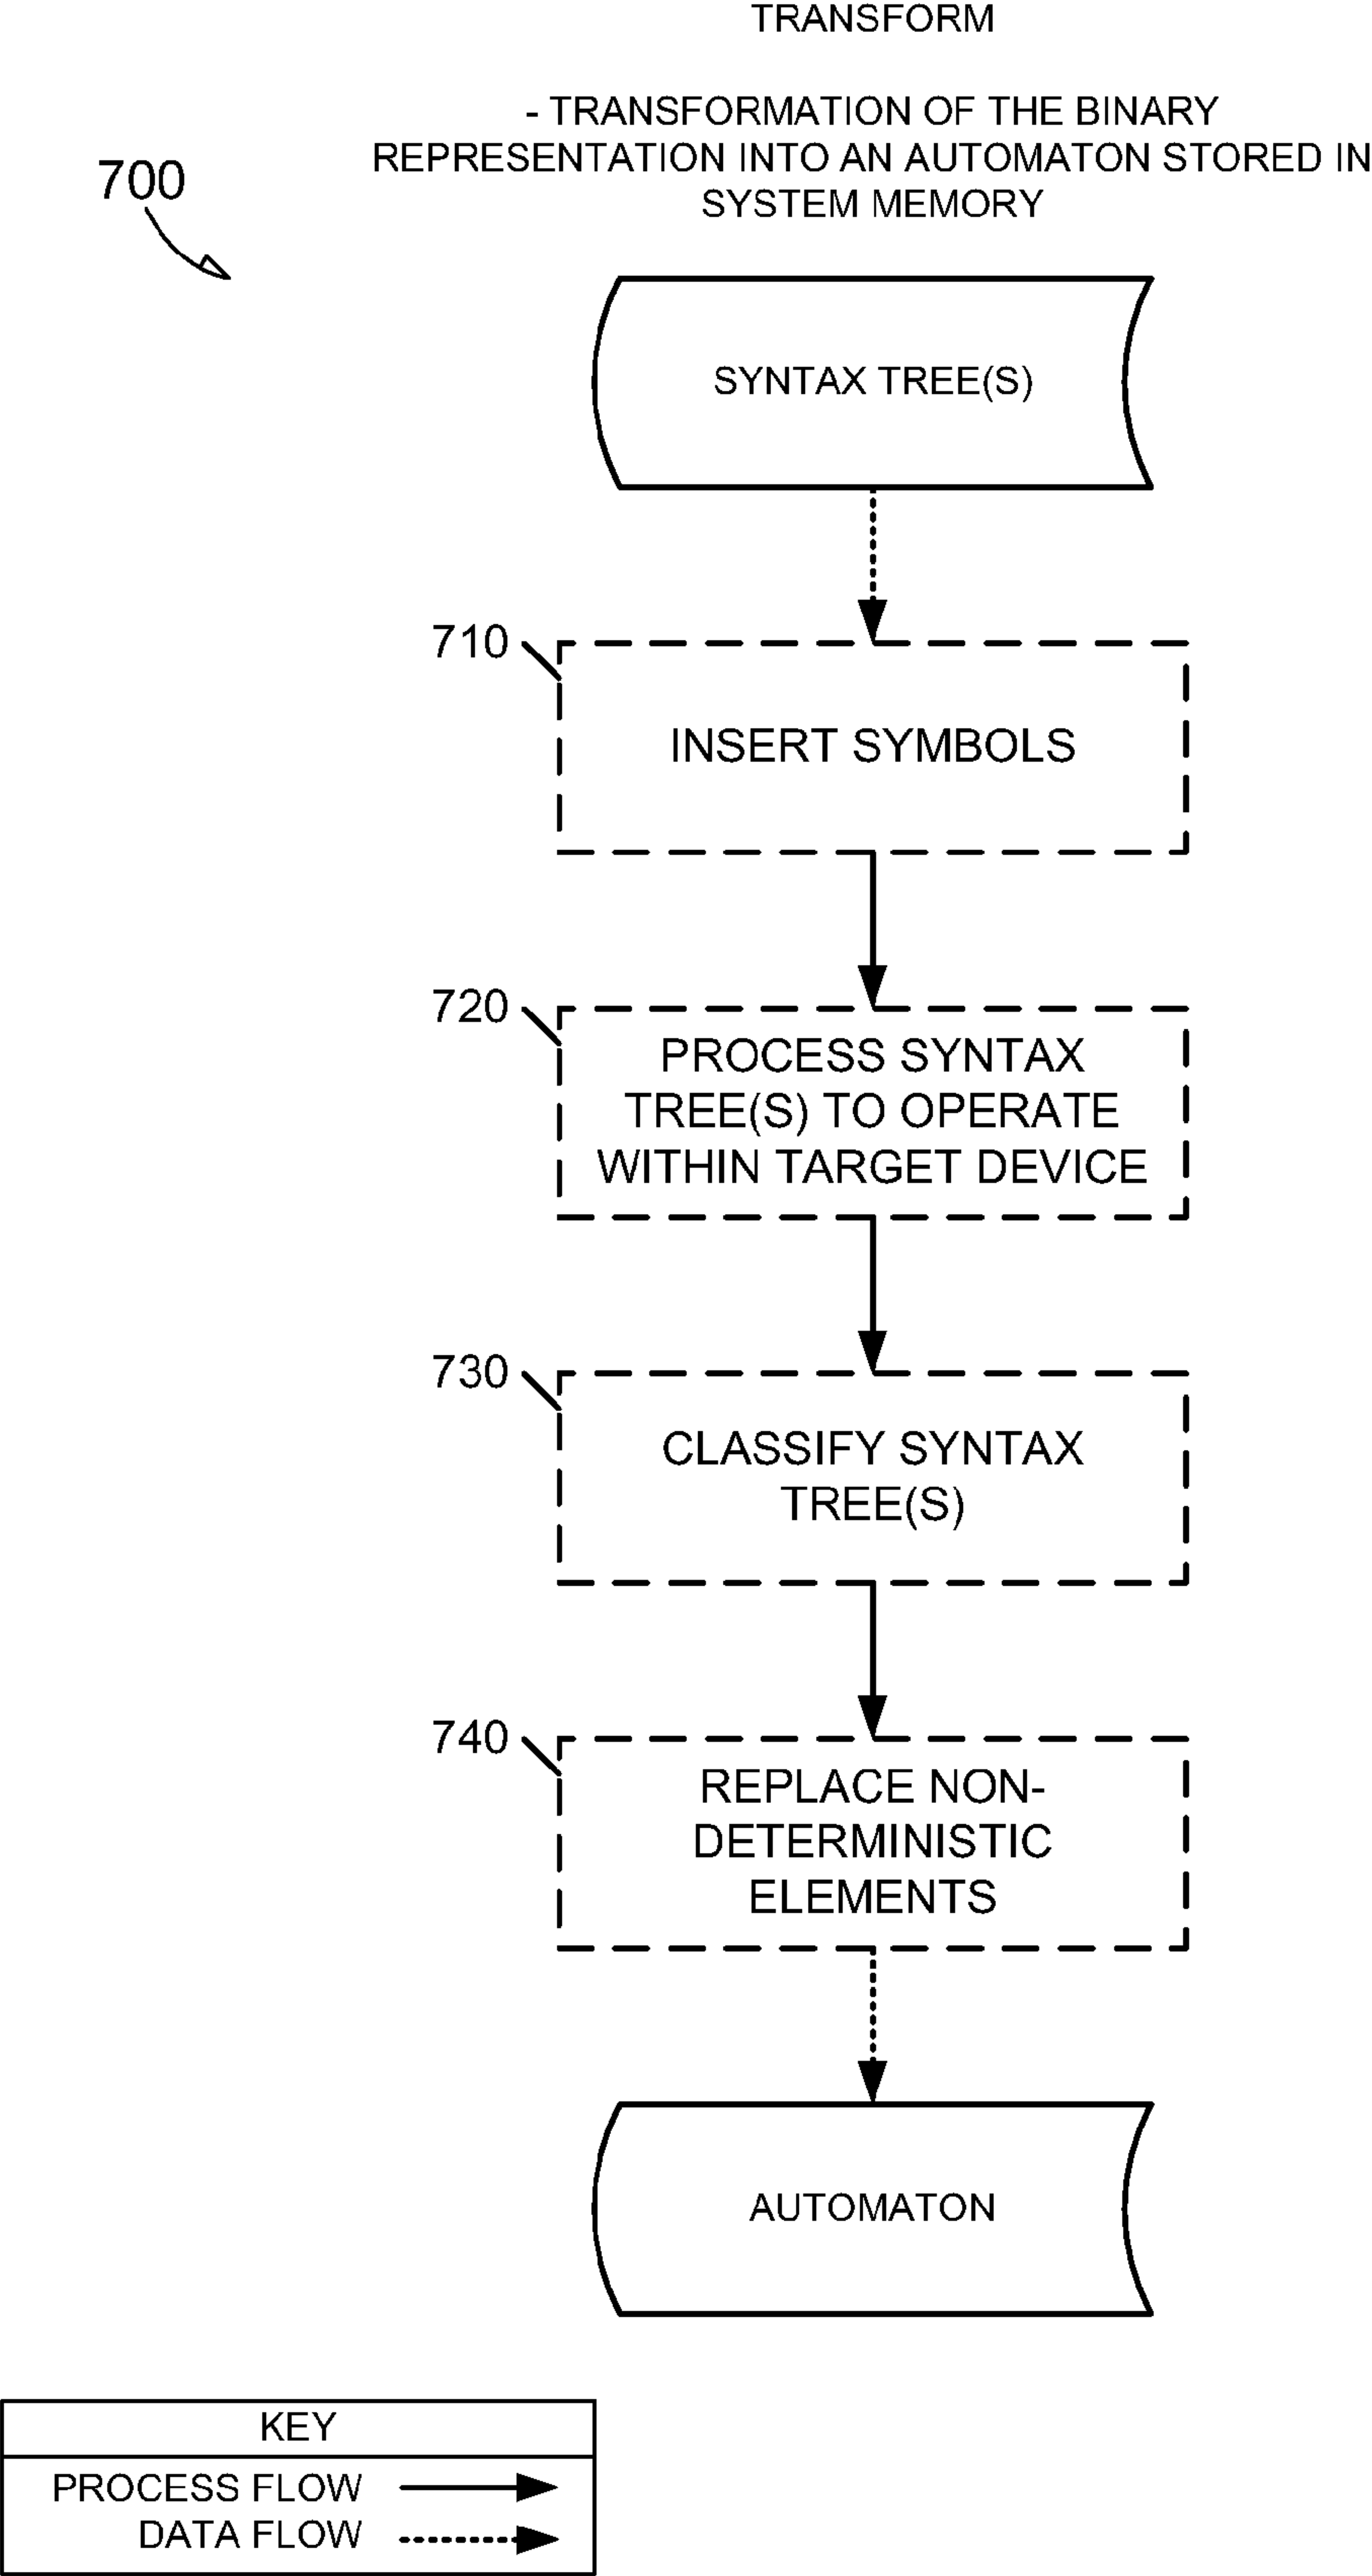 TRANSFORM
- TRANSFORMATION OF THE BINARY
REPRESENTATION INTO AN AUTOMATON STORED IN
SYSTEM MEMORY
700
SYNTAX TREE(S)
710
INSERT SYMBOLS
720
PROCESS SYNTAX
TREE(S) TO OPERATE
WITHIN TARGET DEVICE
730
CLASSIFY SYNTAX
TREE(S)
740
REPLACE NON-
DETERMINISTIC
ELEMENTS
AUTOMATON
KEY
PROCESS FLOW
DATA FLOW